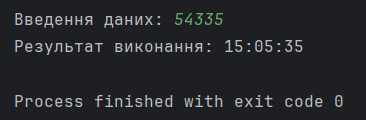 Введення даних: 54335
Результат виконання: 15:05:35
Process finished with exit code 0